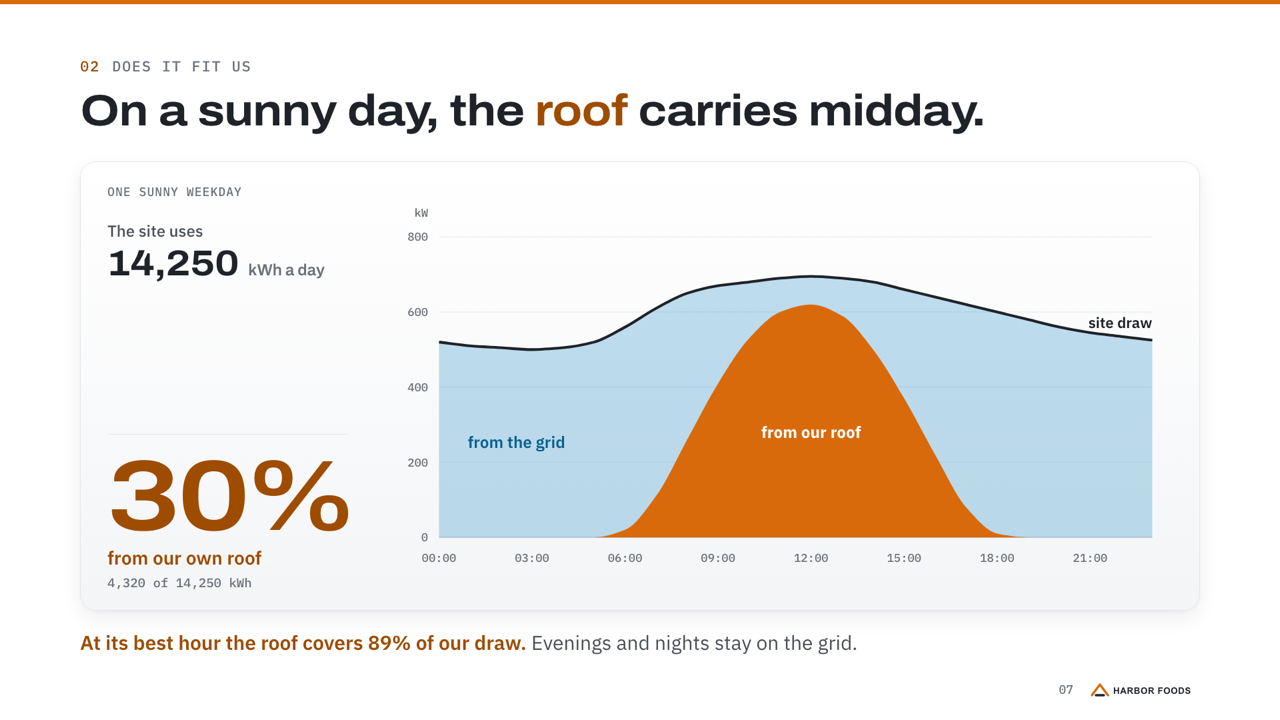 02 DOES IT FIT US
On a sunny day, the roof carries midday.
ONE SUNNY WEEKDAY
The site uses
14,250 kWh a day
30%
from our own roof
4,320 of 14,250 kWh
kW
800
600
400
200
0
00:00 03:00 06:00 09:00 12:00 15:00 18:00 21:00
site draw
from our roof
from the grid
At its best hour the roof covers 89% of our draw. Evenings and nights stay on the grid.
07 HARBOR FOODS